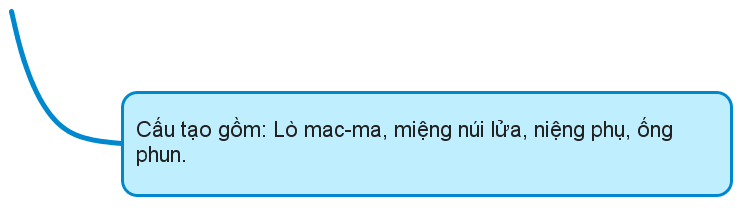 Cấu tạo gồm: Lò mac-ma, miệng núi lửa, niệng phụ, ống
phun.